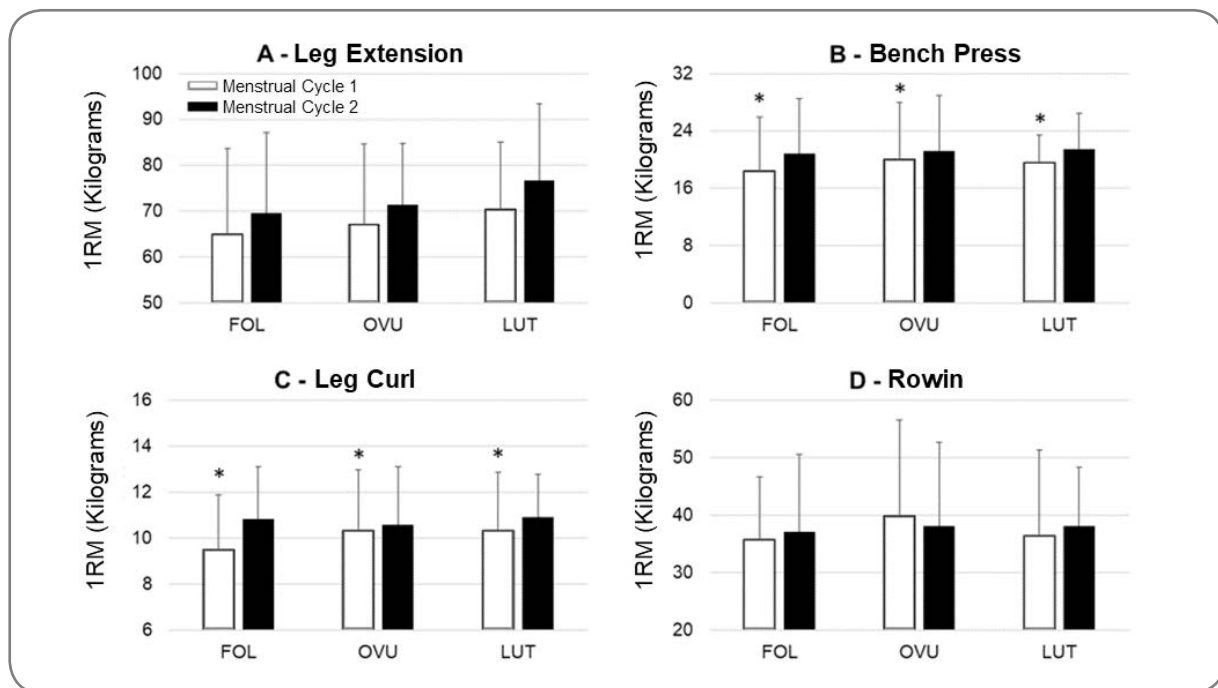 A - Leg Extension
1RM (Kilograms)
100
90
80
70
60
50
Menstrual Cycle 1
Menstrual Cycle 2
FOL OVU LUT
B - Bench Press
1RM (Kilograms)
32
24
16
8
0
* * *
FOL OVU LUT
C - Leg Curl
1RM (Kilograms)
16
14
12
10
8
6
* * *
FOL OVU LUT
D - Rowin
1RM (Kilograms)
60
50
40
30
20
FOL OVU LUT